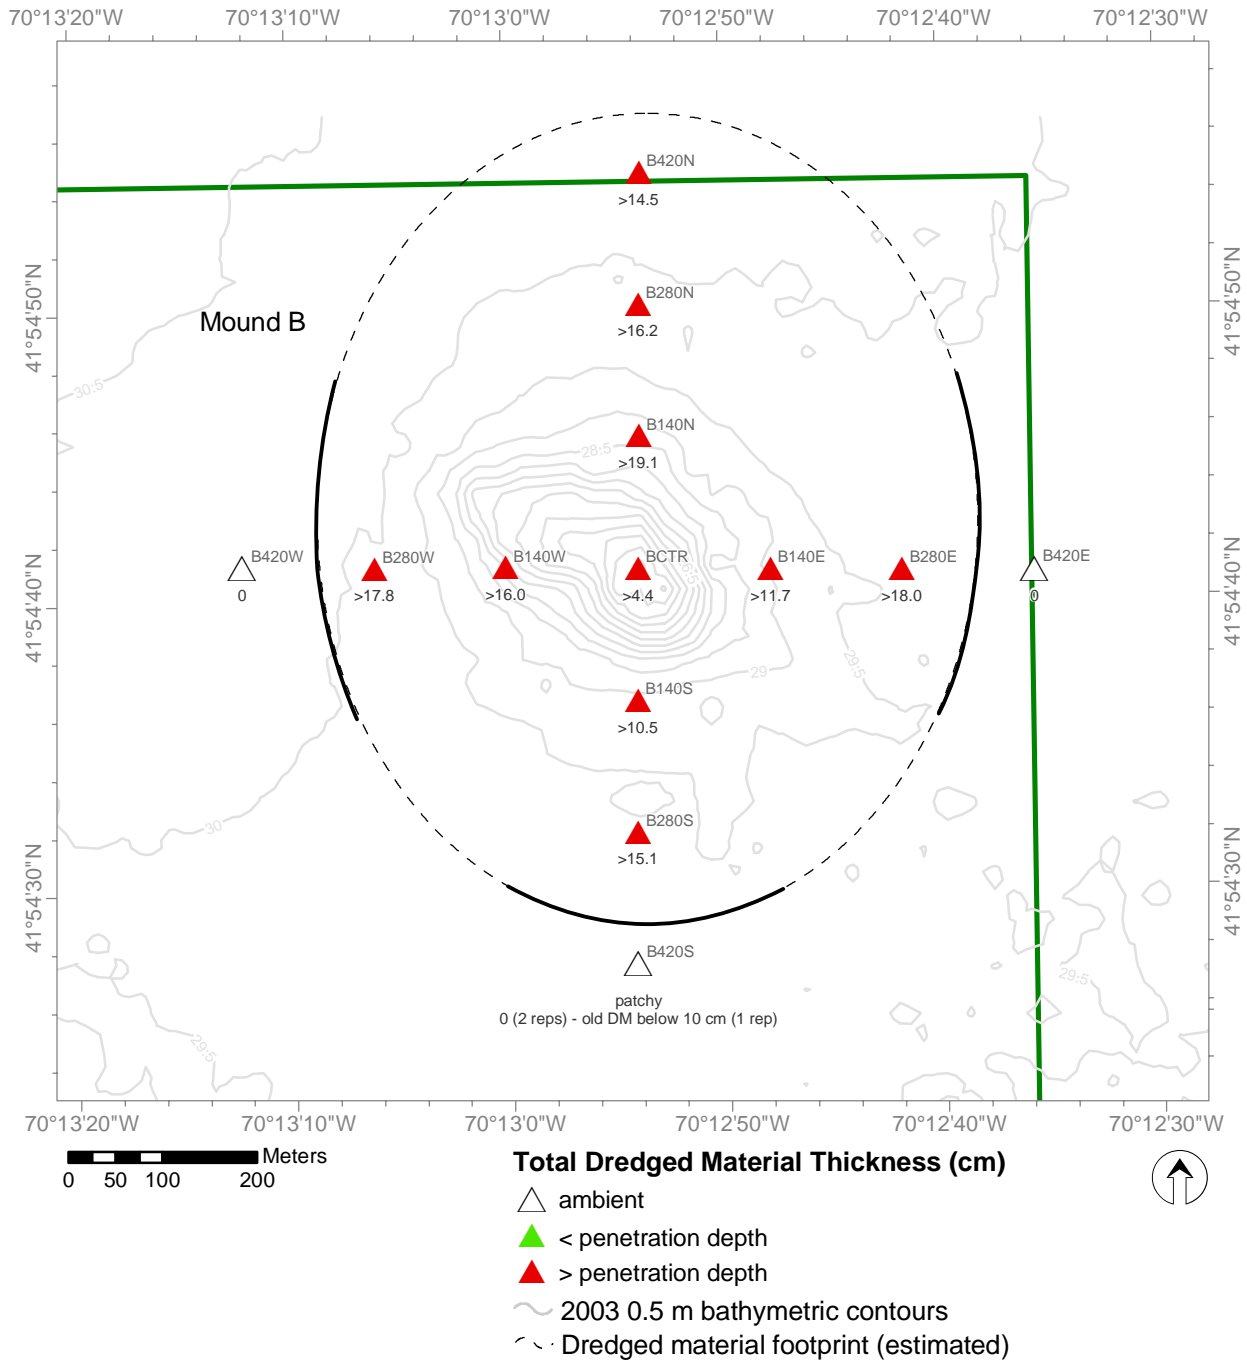 70°13'20"W 70°13'10"W 70°13'0"W 70°12'50"W 70°12'40"W 70°12'30"W
B420N
>14.5
41°54'50"N
41°54'50"N
B280N
>16.2
Mound B
30:5
B140N
>19.1
28:5
B420W
0
B280W
>17.8
B140W
>16.0
BCTR
>4.4
6:5
B140E
>11.7
B280E
>18.0
B420E
0
41°54'40"N
41°54'40"N
29
29:5
B140S
>10.5
30
B280S
>15.1
41°54'30"N
41°54'30"N
B420S
patchy
0 (2 reps) - old DM below 10 cm (1 rep)
29:5
29:5
70°13'20"W 70°13'10"W 70°13'0"W 70°12'50"W 70°12'40"W 70°12'30"W
Meters
0 50 100 200
Total Dredged Material Thickness (cm)
ambient
< penetration depth
> penetration depth
2003 0.5 m bathymetric contours
Dredged material footprint (estimated)